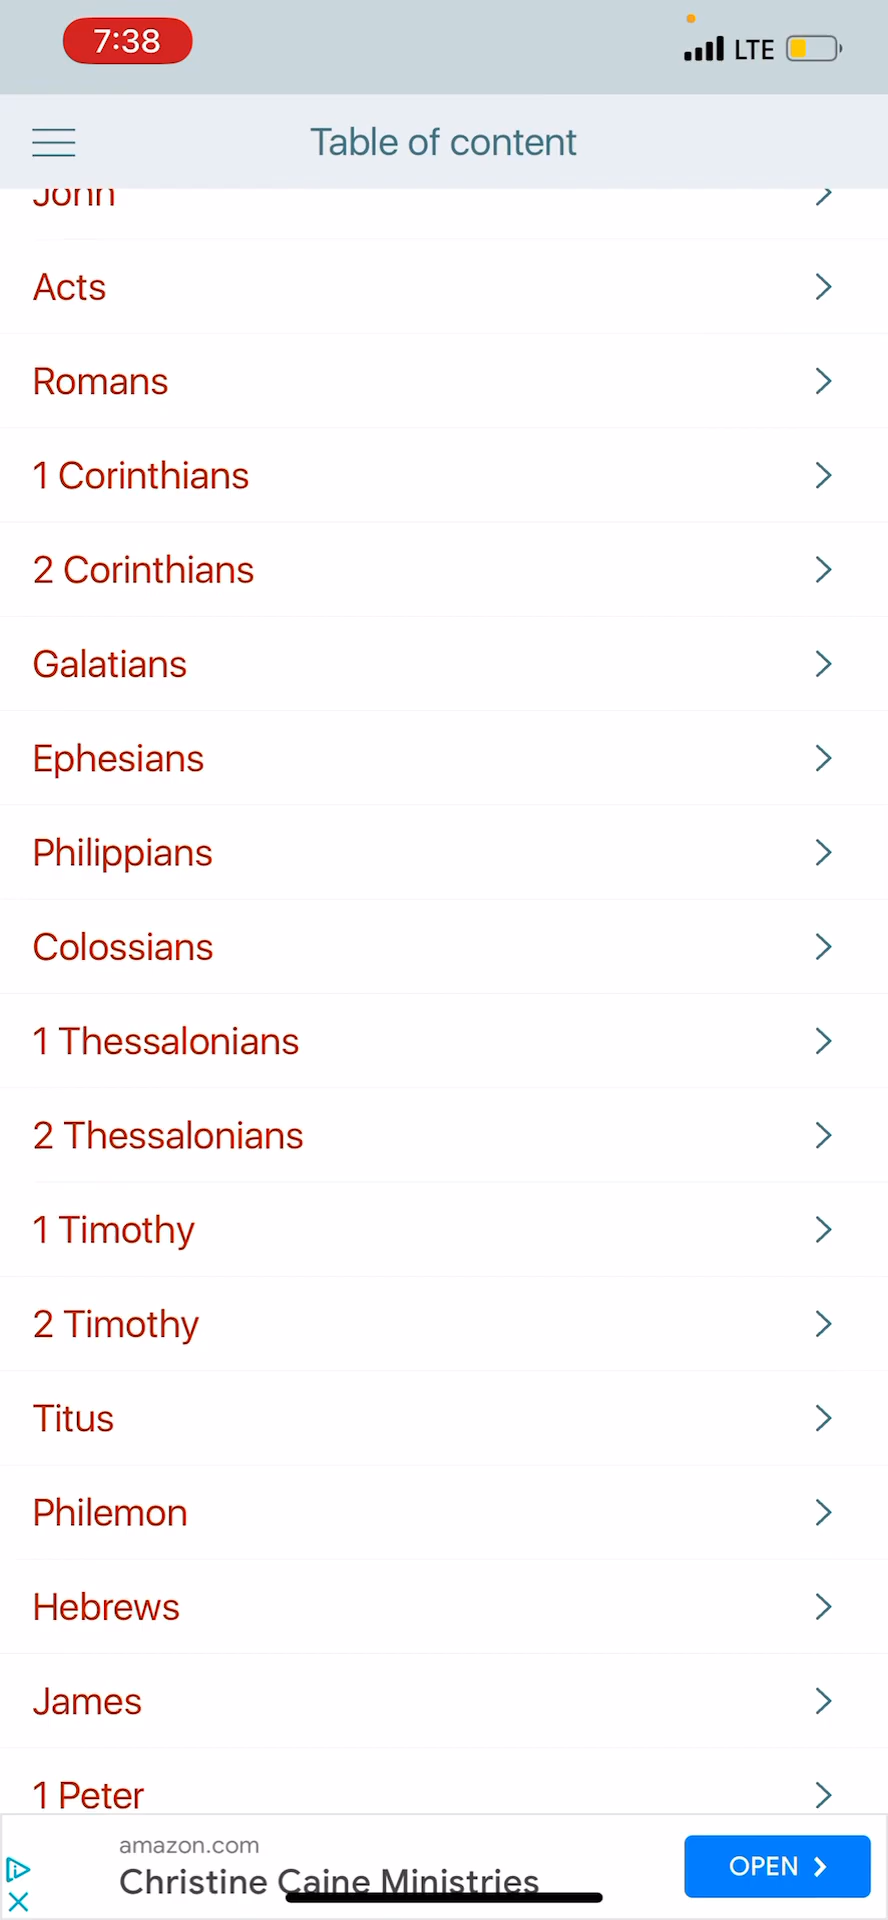 7:38
LTE
Table of content
John
Acts
Romans
1 Corinthians
2 Corinthians
Galatians
Ephesians
Philippians
Colossians
1 Thessalonians
2 Thessalonians
1 Timothy
2 Timothy
Titus
Philemon
Hebrews
James
1 Peter
amazon.com
Christine Caine Ministries
OPEN